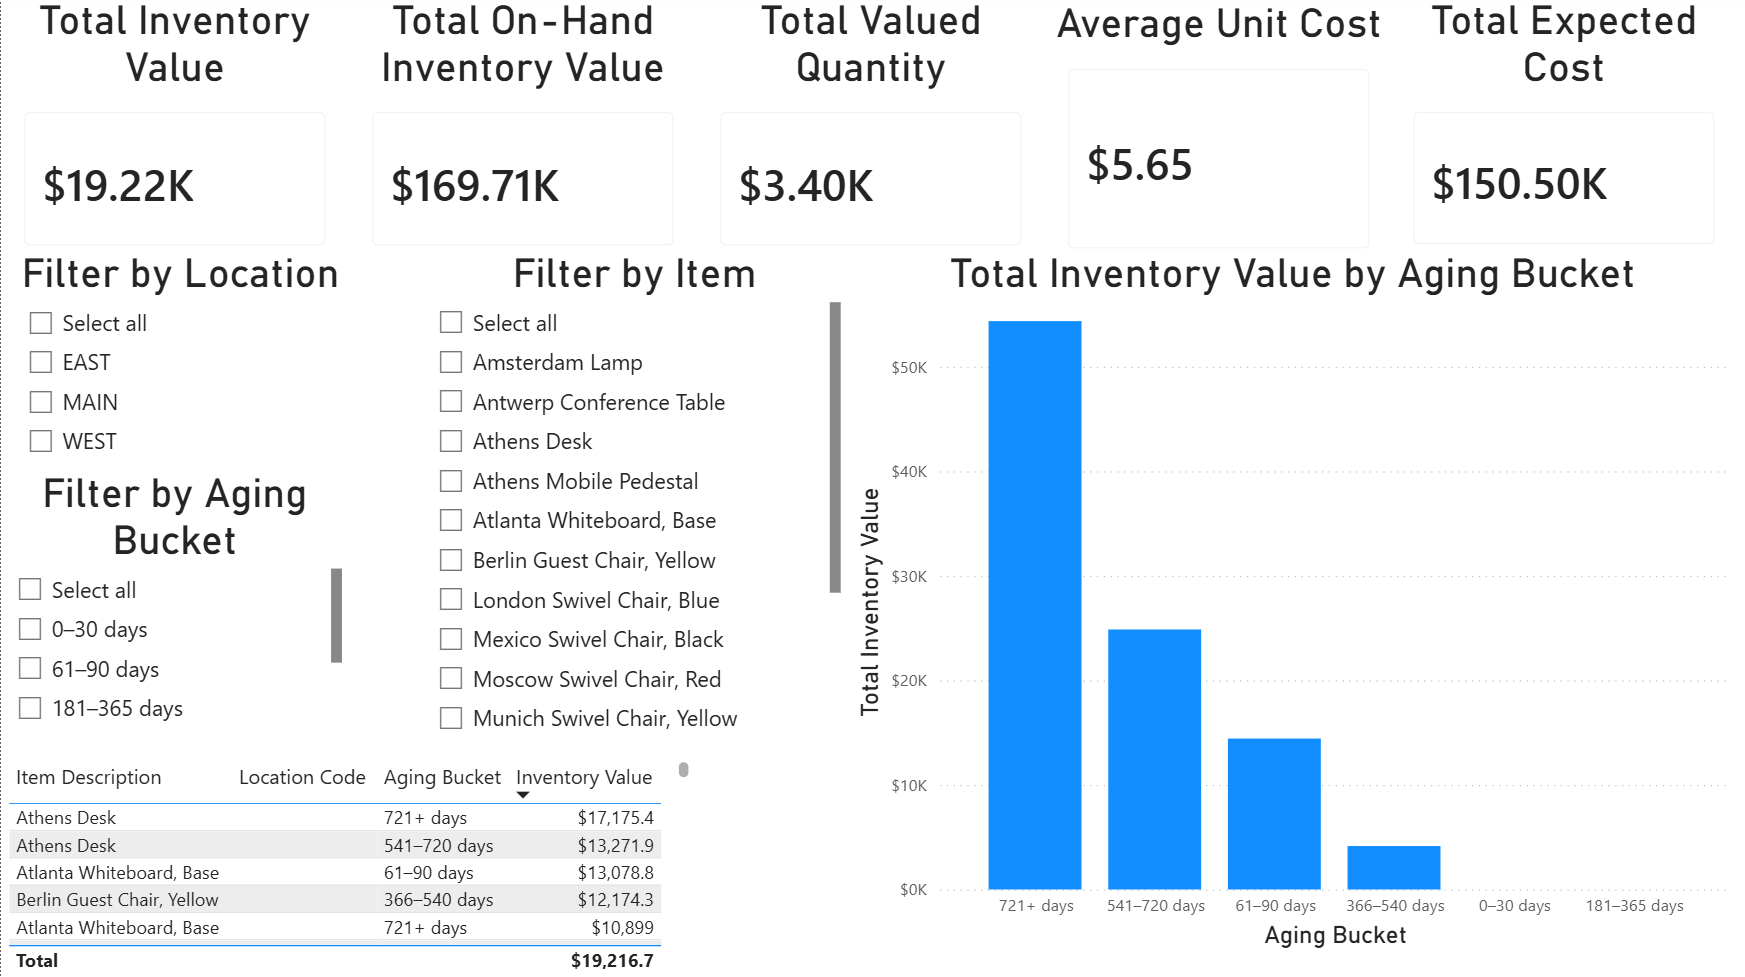 Total Inventory
Value
$19.22K
Total On-Hand
Inventory Value
$169.71K
Total Valued
Quantity
$3.40K
Average Unit Cost
$5.65
Total Expected
Cost
$150.50K
Filter by Location
Select all
EAST
MAIN
WEST
Filter by Aging
Bucket
Select all
0–30 days
61–90 days
181–365 days
Filter by Item
Select all
Amsterdam Lamp
Antwerp Conference Table
Athens Desk
Athens Mobile Pedestal
Atlanta Whiteboard, Base
Berlin Guest Chair, Yellow
London Swivel Chair, Blue
Mexico Swivel Chair, Black
Moscow Swivel Chair, Red
Munich Swivel Chair, Yellow
Total Inventory Value by Aging Bucket
Total Inventory Value
$50K
$40K
$30K
$20K
$10K
$0K
721+ days 541–720 days 61–90 days 366–540 days 0–30 days 181–365 days
Aging Bucket
Item Description Location Code Aging Bucket Inventory Value
Athens Desk 721+ days $17,175.4
Athens Desk 541–720 days $13,271.9
Atlanta Whiteboard, Base 61–90 days $13,078.8
Berlin Guest Chair, Yellow 366–540 days $12,174.3
Atlanta Whiteboard, Base 721+ days $10,899
Total $19,216.7